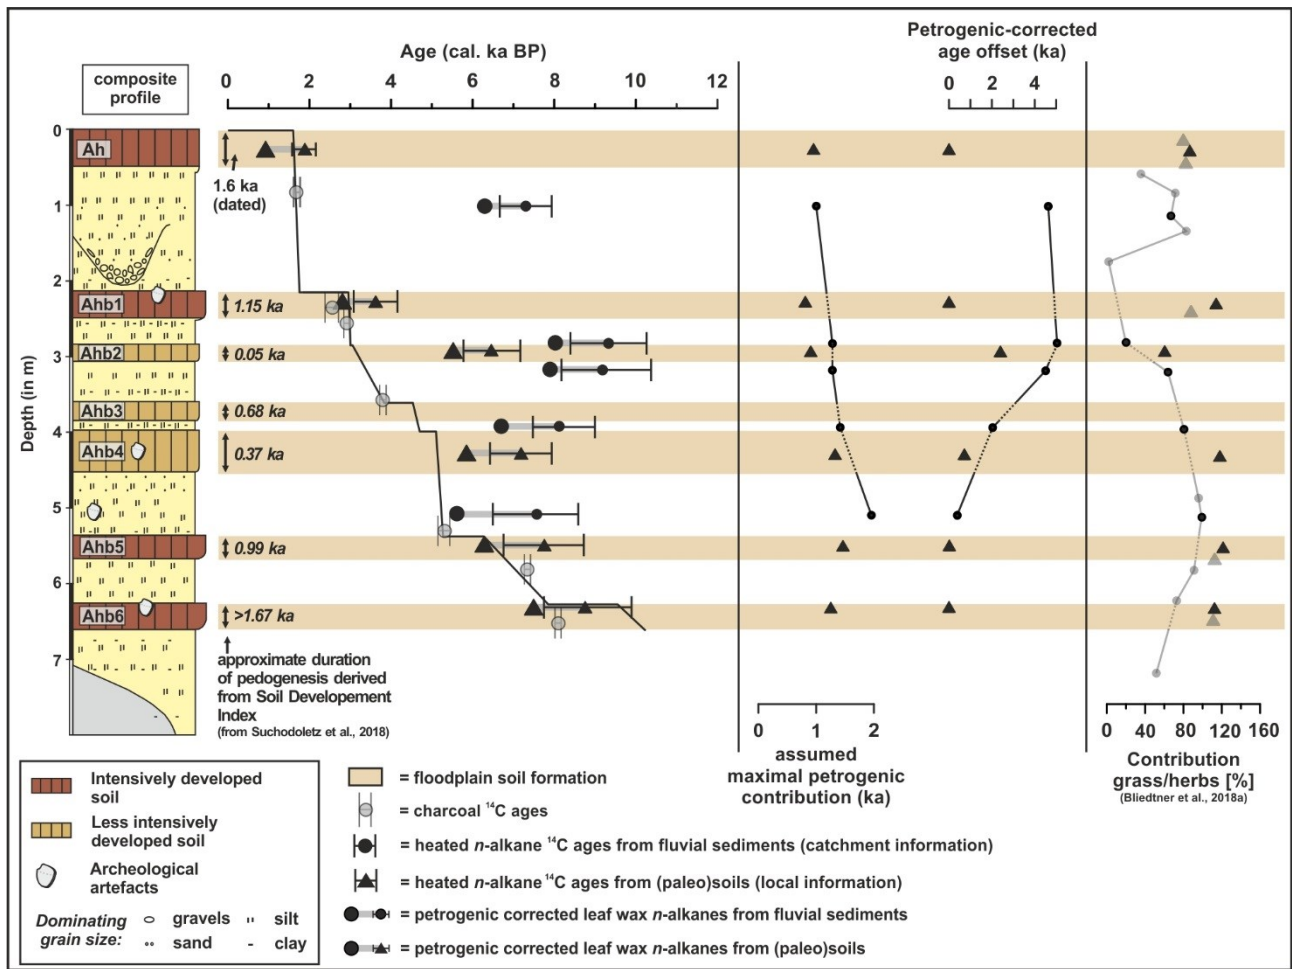 Petrogenic-corrected
age offset (ka)
Age (cal. ka BP)
composite
profile
0 2 4 6 8 10 12
0 2 4
0
Ah
1.6 ka
(dated)
1
2
Ahb1
1.15 ka
Ahb2
0.05 ka
3
Ahb3
0.68 ka
4
Ahb4
0.37 ka
Depth (in m)
5
Ahb5
0.99 ka
6
Ahb6
>1.67 ka
7
approximate duration
of pedogenesis derived
from Soil Developement
Index
(from Suchodoletz et al., 2018)
0 1 2
assumed
maximal petrogenic
contribution (ka)
0 40 80 120 160
Contribution
grass/herbs [%]
(Bliedtner et al., 2018a)
Intensively developed
soil
Less intensively
developed soil
Archeological
artefacts
Dominating
grain size:
gravels
silt
sand
clay
= floodplain soil formation
= charcoal ¹⁴C ages
= heated n-alkane ¹⁴C ages from fluvial sediments (catchment information)
= heated n-alkane ¹⁴C ages from (paleo)soils (local information)
= petrogenic corrected leaf wax n-alkanes from fluvial sediments
= petrogenic corrected leaf wax n-alkanes from (paleo)soils